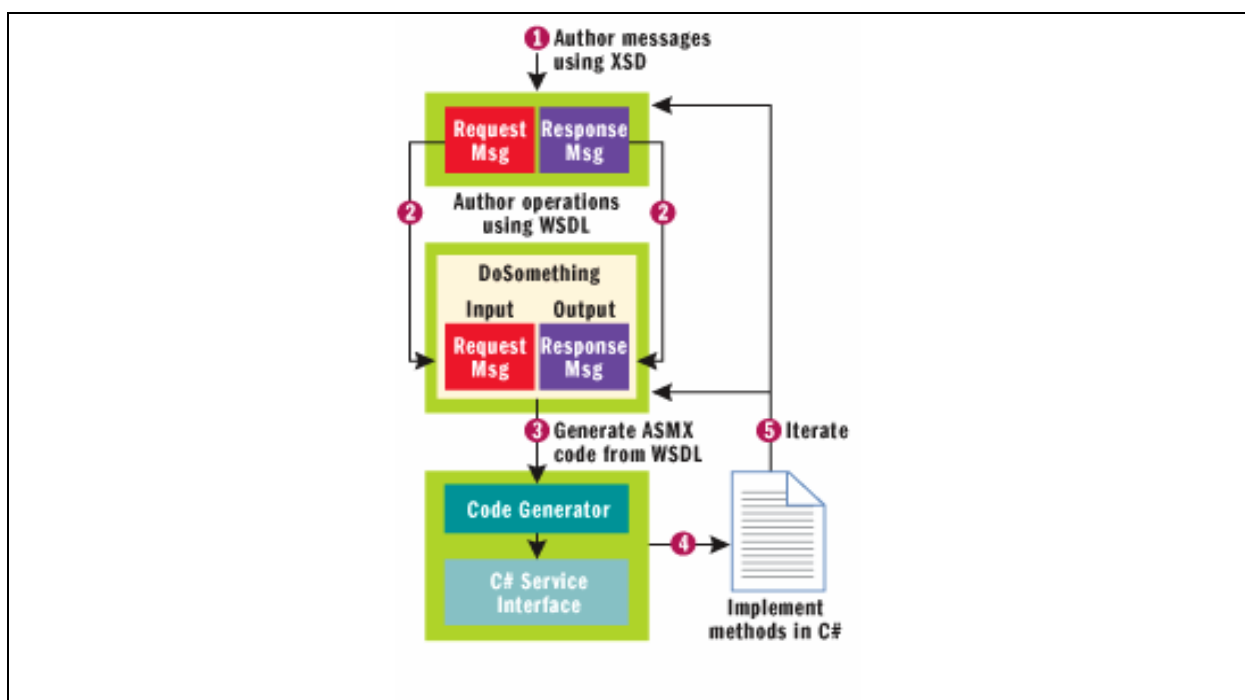 1 Author messages
using XSD
Request
Msg
Response
Msg
2
Author operations
using WSDL
2
DoSomething
Input
Output
Request
Msg
Response
Msg
3 Generate ASMX
code from WSDL
5 Iterate
Code Generator
4
C# Service
Interface
Implement
methods in C#